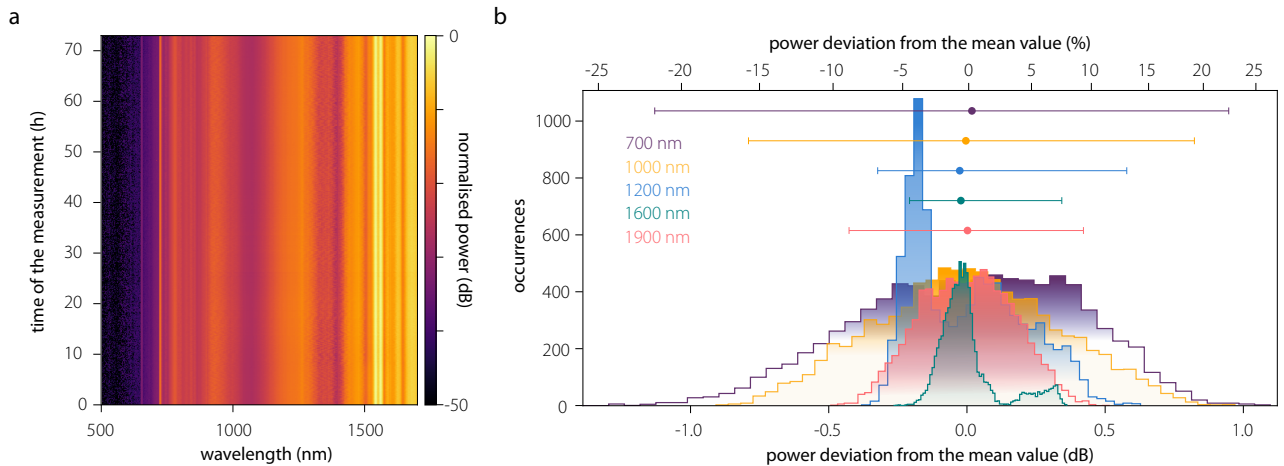 a
time of the measurement (h)
70
60
50
40
30
20
10
0
500
1000
1500
wavelength (nm)
0
-50
normalised power (dB)
b
power deviation from the mean value (%)
-25 -20 -15 -10 -5 0 5 10 15 20 25
occurrences
1000
800
600
400
200
0
700 nm
1000 nm
1200 nm
1600 nm
1900 nm
-1.0 -0.5 0.0 0.5 1.0
power deviation from the mean value (dB)